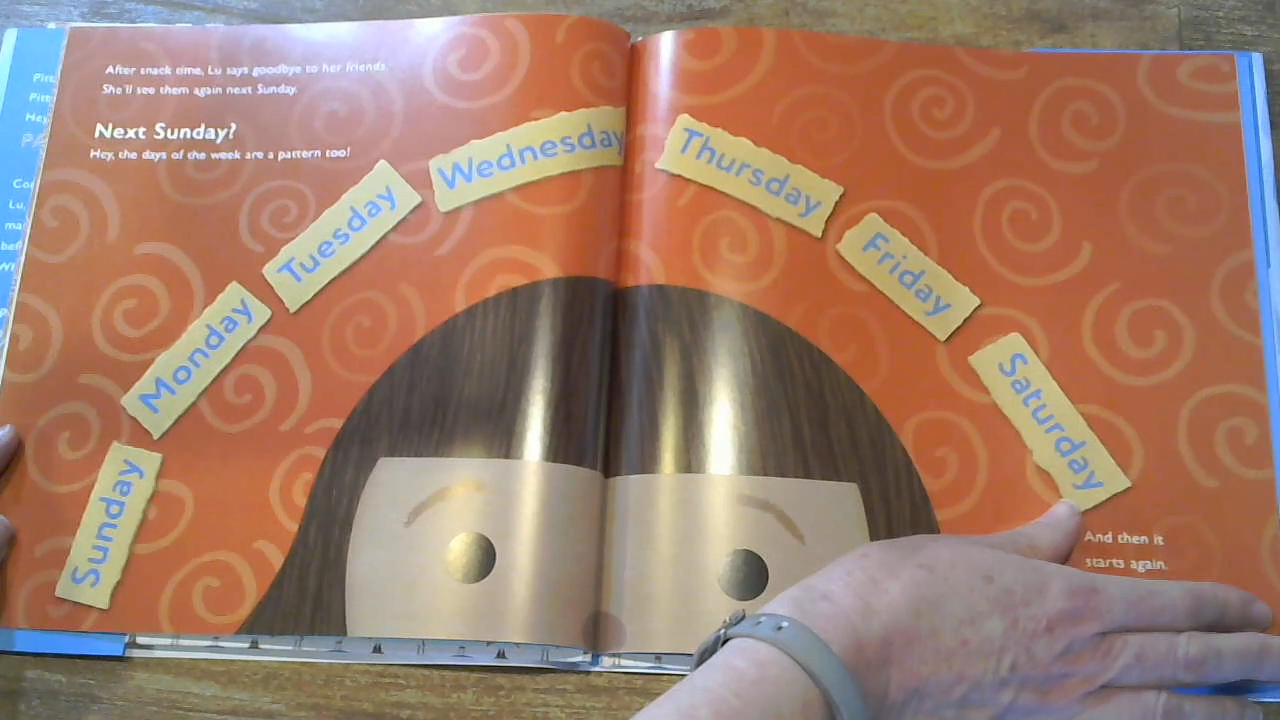 After snack time, Lu says goodbye to her friends.
She'll see them again next Sunday.
Next Sunday?
Hey, the days of the week are a pattern too!
Sunday
Monday
Tuesday
Wednesday
Thursday
Friday
Saturday
And then it
starts again.